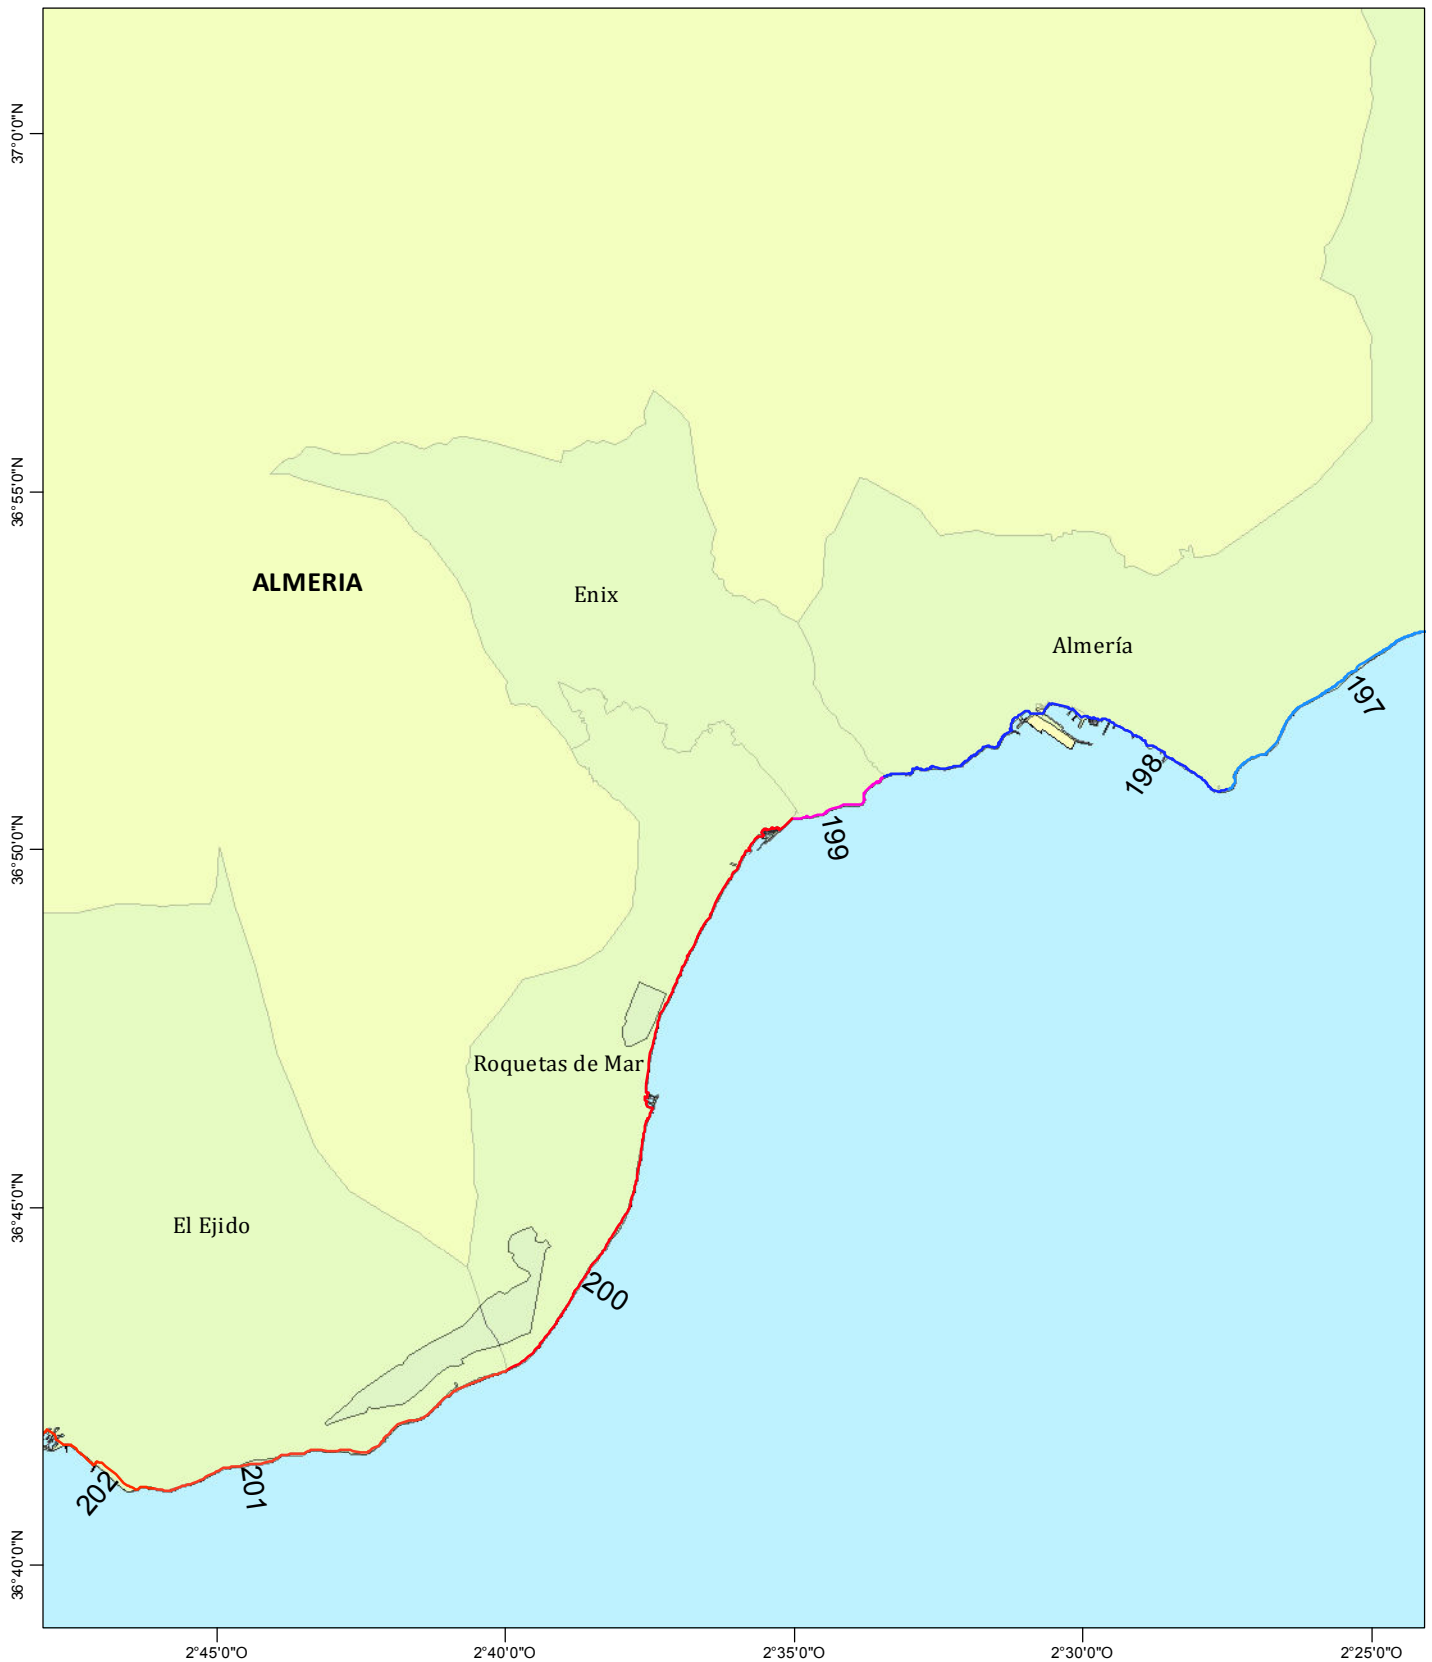 37°0'0"N
36°55'0"N
ALMERIA
Enix
Almería
197
198
199
36°50'0"N
Roquetas de Mar
36°45'0"N
El Ejido
200
201
202
36°40'0"N
2°45'0"O
2°40'0"O
2°35'0"O
2°30'0"O
2°25'0"O